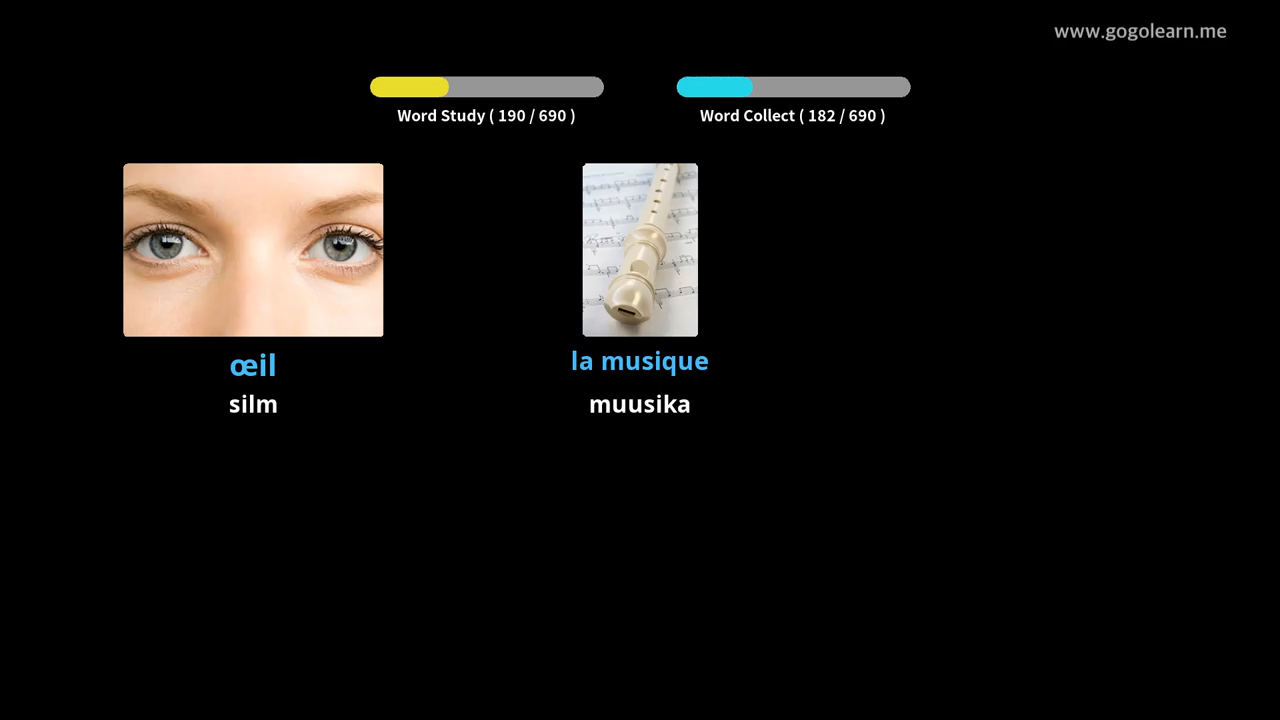 www.gogolearn.me
Word Study ( 190 / 690 )
Word Collect ( 182 / 690 )
œil
silm
la musique
muusika